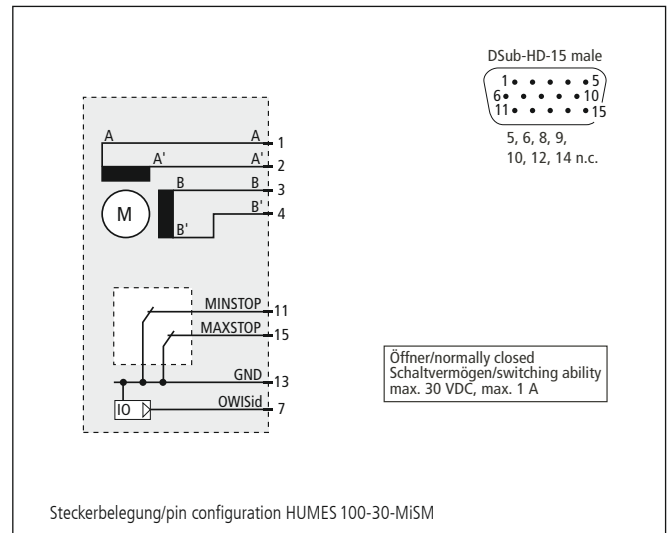 DSub-HD-15 male
1 5
6 10
11 15
5, 6, 8, 9,
10, 12, 14 n.c.
A A 1
A' A' 2
B B 3
M B' 4
B'
MINSTOP 11
MAXSTOP 15
GND 13
IO OWISid 7
Öffner/normally closed
Schaltvermögen/switching ability
max. 30 VDC, max. 1 A
Steckerbelegung/pin configuration HUMES 100-30-MiSM